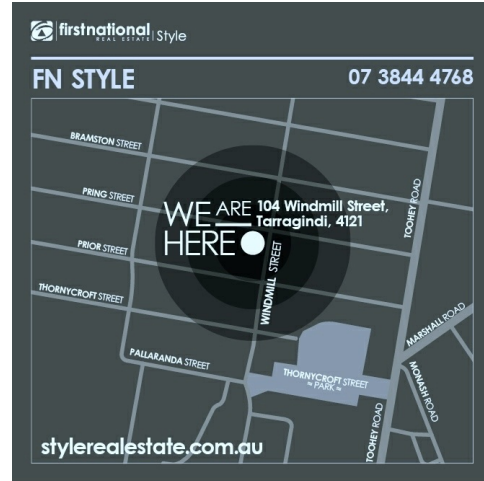 firstnational Style
REAL ESTATE
FN STYLE
07 3844 4768
BRAMSTON STREET
PRING STREET
WE ARE
HERE
104 Windmill Street,
Tarragindi, 4121
TOOHEY ROAD
PRIOR STREET
WINDMILL STREET
THORNYCROFT STREET
MARSHALL ROAD
PALLARANDA STREET
THORNYCROFT STREET
≈ PARK ≈
MONASH ROAD
TOOHEY ROAD
stylerealestate.com.au